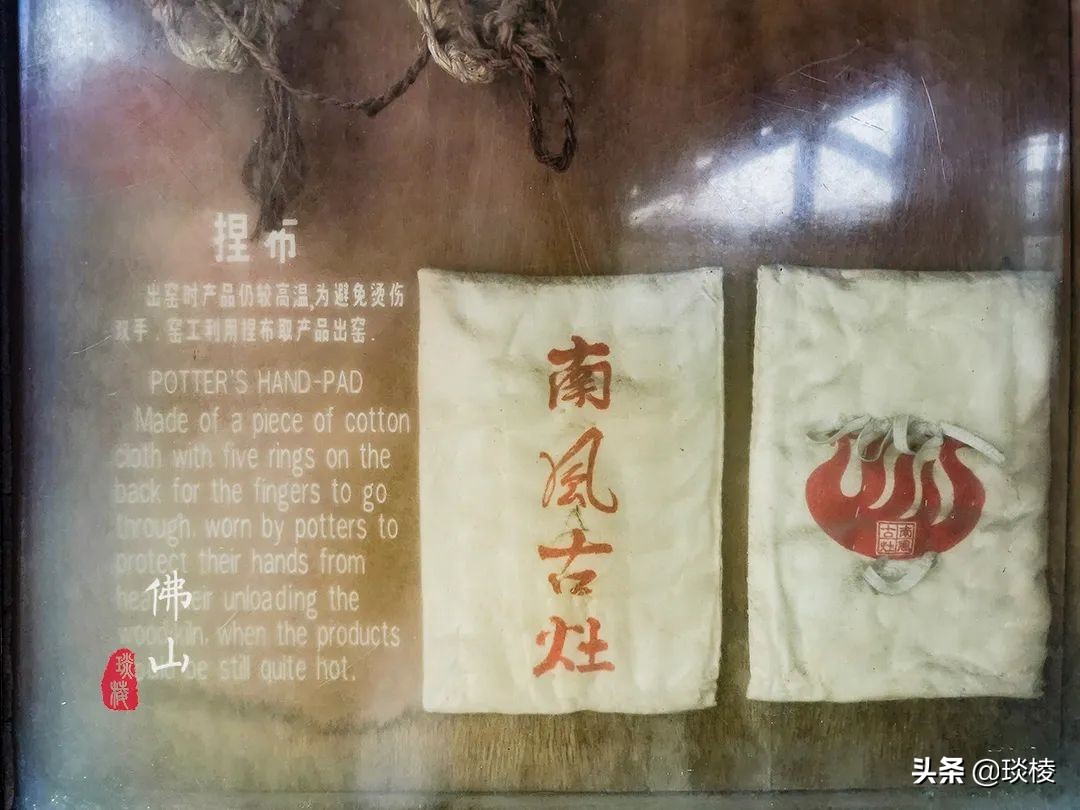 捏布
出窑时产品仍较高温,为避免烫伤
双手.窑工利用捏布取产品出窑.
POTTER'S HAND-PAD
Made of a piece of cotton
cloth with five rings on the
back for the fingers to go
through, worn by potters to
protect their hands from
unloading the
when the products
be still quite hot.
佛山
琰棱
南風古灶
南風古灶
头条 @琰棱